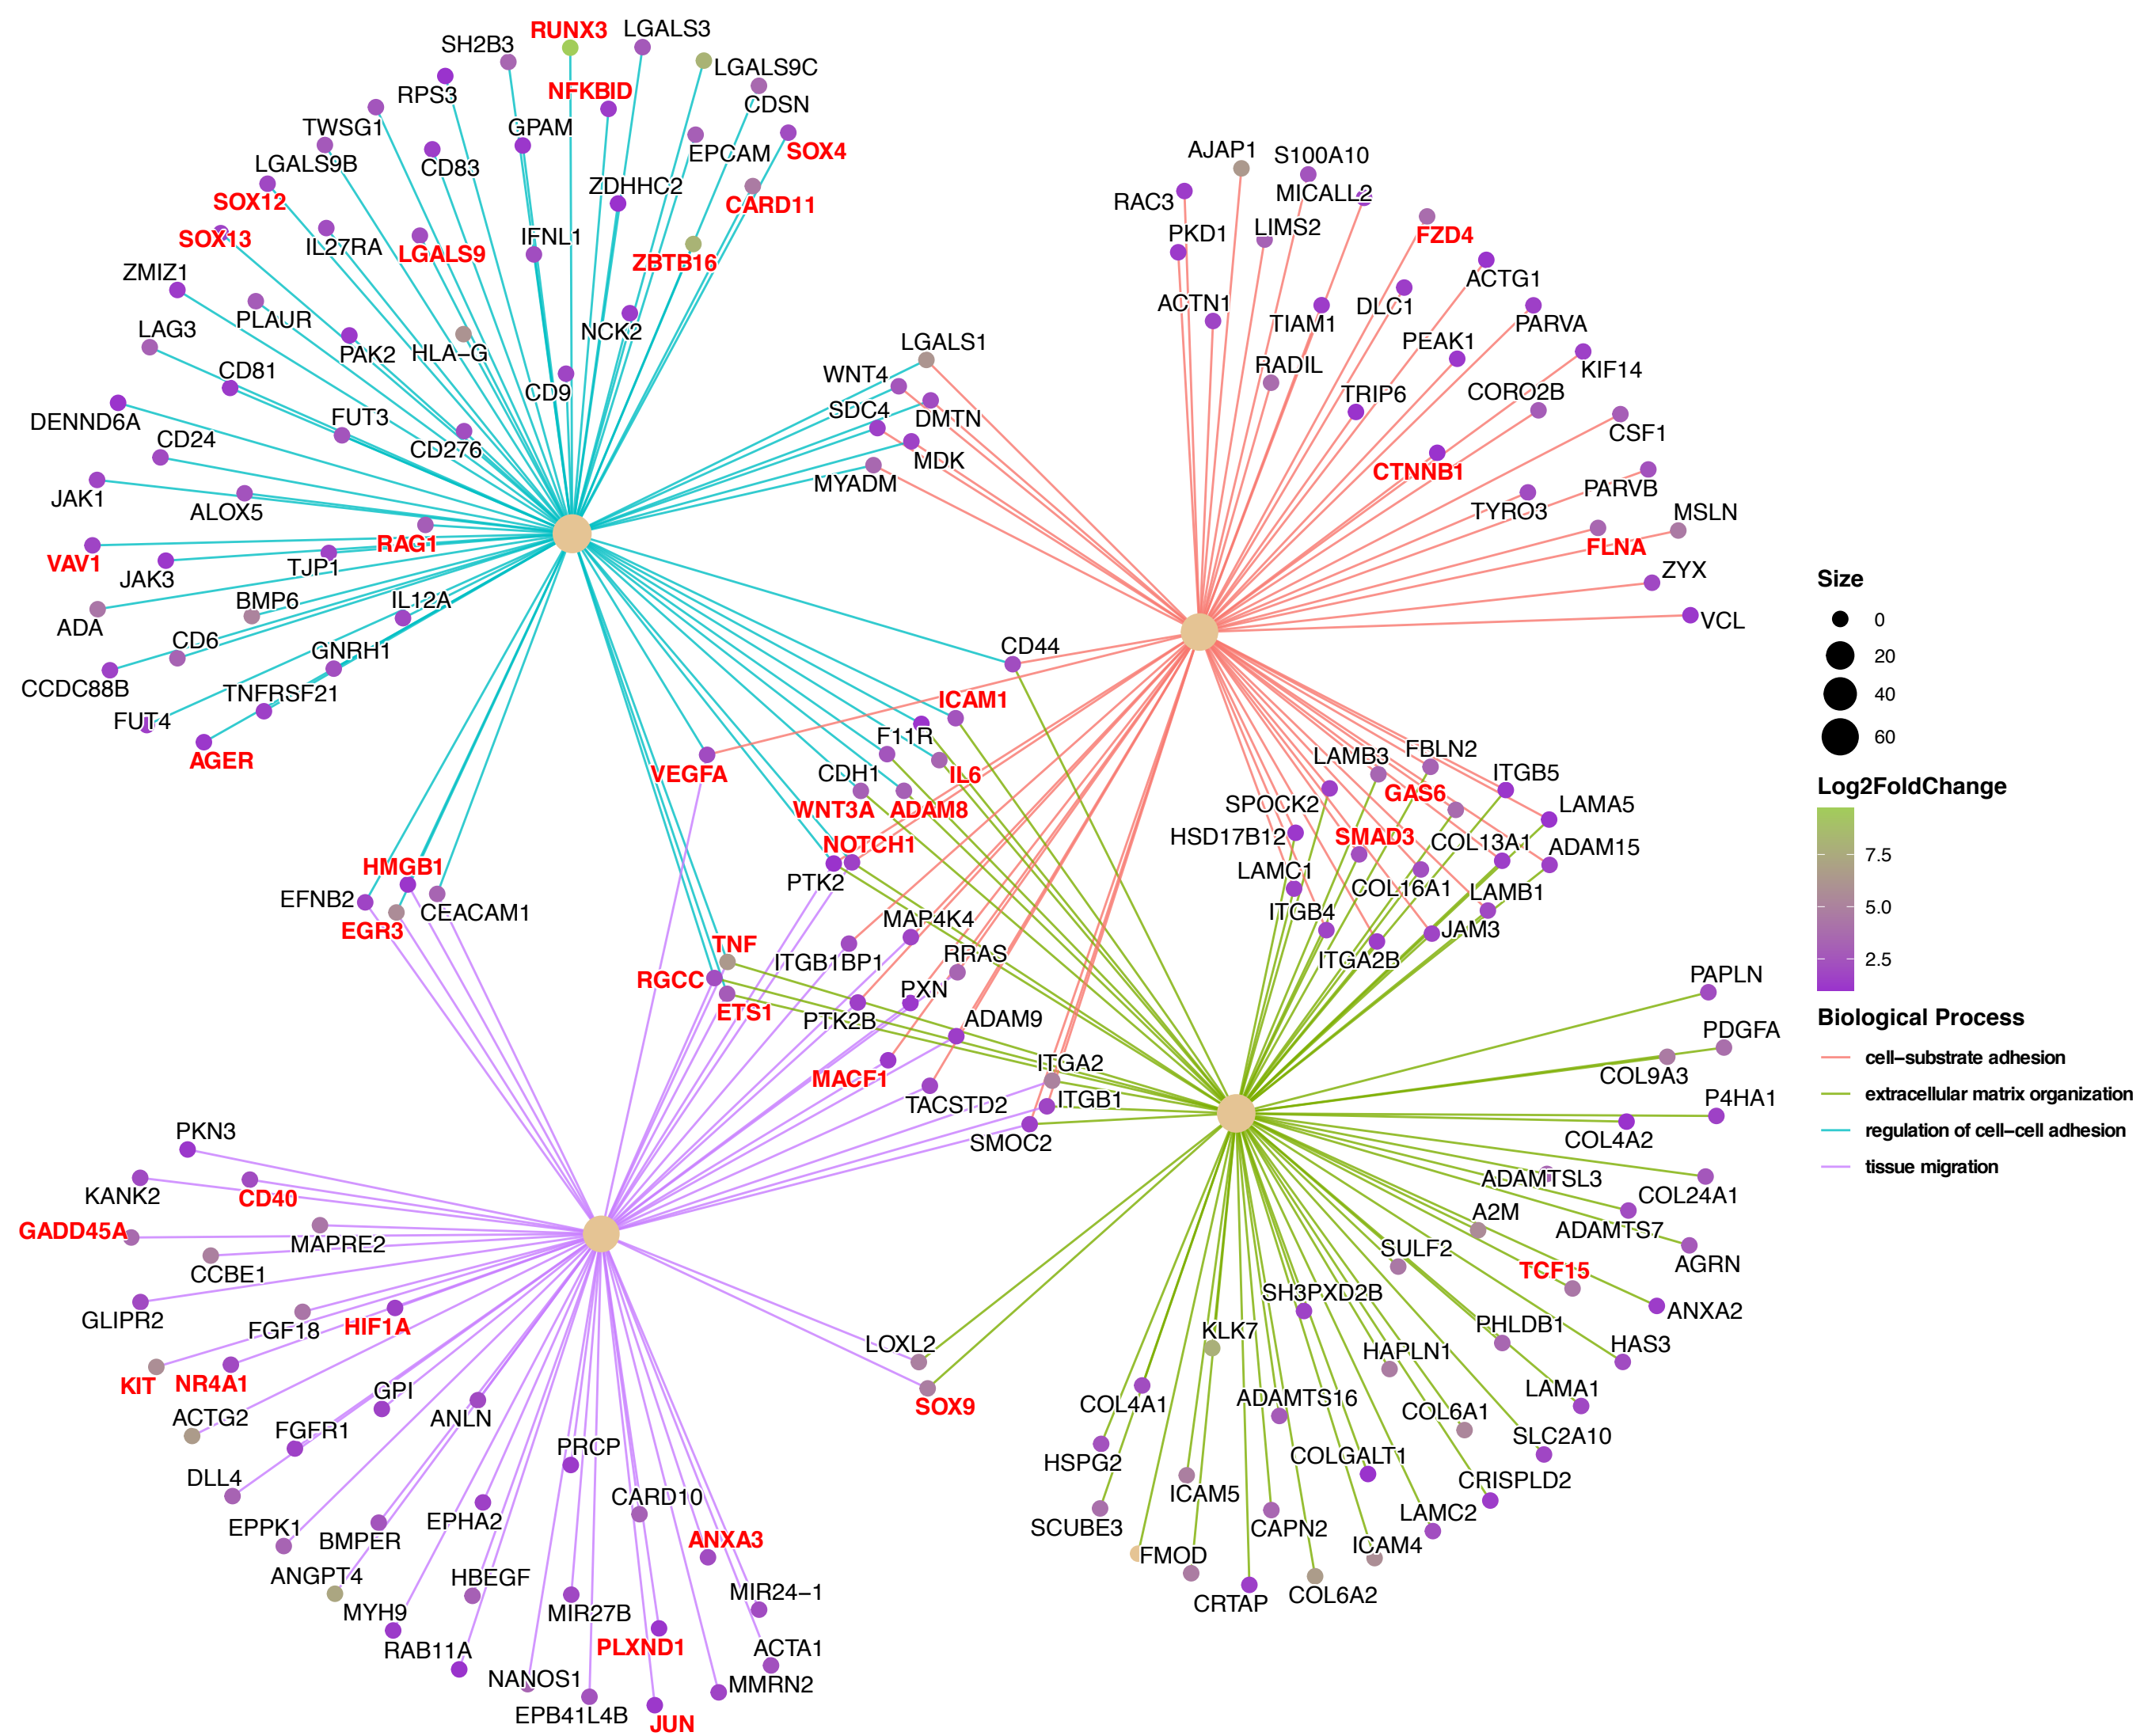 RUNX3
LGALS3
SH2B3
LGALS9C
RPS3
NFKBID
CDSN
TWSG1
GPAM
EPCAM
SOX4
LGALS9B
CD83
ZDHHC2
SOX12
CARD11
SOX13
IL27RA
LGALS9
IFNL1
ZBTB16
ZMIZ1
PLAUR
NCK2
LAG3
PAK2
HLA−G
CD81
CD9
DENND6A
FUT3
CD24
CD276
JAK1
ALOX5
RAG1
VAV1
JAK3
TJP1
BMP6
IL12A
ADA
CD6
GNRH1
CCDC88B
TNFRSF21
FUT4
AGER
LGALS1
WNT4
SDC4
DMTN
MDK
MYADM
AJAP1
S100A10
RAC3
MICALL2
PKD1
LIMS2
FZD4
ACTG1
ACTN1
TIAM1
DLC1
PARVA
PEAK1
RADIL
KIF14
TRIP6
CORO2B
CSF1
CTNNB1
PARVB
TYRO3
MSLN
FLNA
ZYX
VCL
CD44
ICAM1
F11R
VEGFA
CDH1
IL6
WNT3A
ADAM8
NOTCH1
PTK2
LAMB3
FBLN2
ITGB5
GAS6
SPOCK2
LAMA5
HSD17B12
SMAD3
COL13A1
ADAM15
LAMC1
COL16A1
LAMB1
ITGB4
JAM3
ITGA2B
HMGB1
EFNB2
CEACAM1
EGR3
MAP4K4
TNF
ITGB1BP1
RRAS
RGCC
PXN
ETS1
PTK2B
ADAM9
ITGA2
MACF1
TACSTD2
ITGB1
SMOC2
PAPLN
PDGFA
COL9A3
P4HA1
COL4A2
ADAMTSL3
COL24A1
A2M
ADAMTS7
SULF2
AGRN
TCF15
SH3PXD2B
ANXA2
KLK7
PHLDB1
HAS3
HAPLN1
LAMA1
COL4A1
ADAMTS16
COL6A1
SLC2A10
HSPG2
COLGALT1
CRISPLD2
ICAM5
LAMC2
SCUBE3
CAPN2
ICAM4
FMOD
CRTAP
COL6A2
PKN3
KANK2
CD40
GADD45A
MAPRE2
CCBE1
GLIPR2
FGF18
HIF1A
LOXL2
KIT
NR4A1
SOX9
GPI
ACTG2
ANLN
FGFR1
PRCP
DLL4
CARD10
EPPK1
EPHA2
BMPER
ANXA3
ANGPT4
HBEGF
MIR24−1
MYH9
MIR27B
RAB11A
PLXND1
ACTA1
NANOS1
MMRN2
EPB41L4B
JUN
Size
0
20
40
60
Log2FoldChange
7.5
5.0
2.5
Biological Process
cell−substrate adhesion
extracellular matrix organization
regulation of cell−cell adhesion
tissue migration